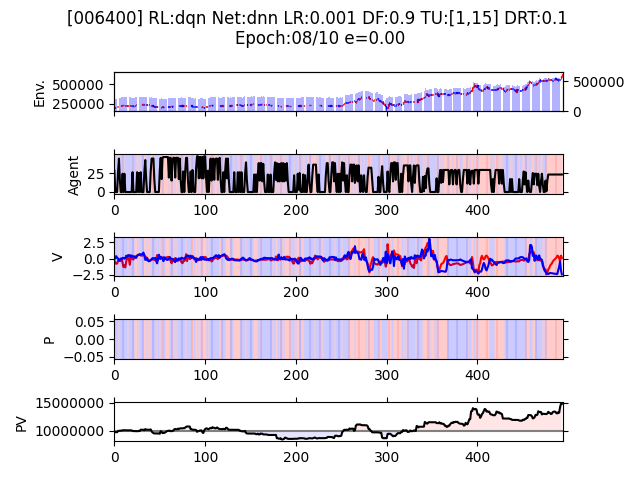 [006400] RL:dqn Net:dnn LR:0.001 DF:0.9 TU:[1,15] DRT:0.1
Epoch:08/10 e=0.00
Env.
500000
250000
500000
0
Agent
25
0
0 100 200 300 400
V
2.5
0.0
−2.5
0 100 200 300 400
P
0.05
0.00
−0.05
0 100 200 300 400
PV
15000000
10000000
0 100 200 300 400